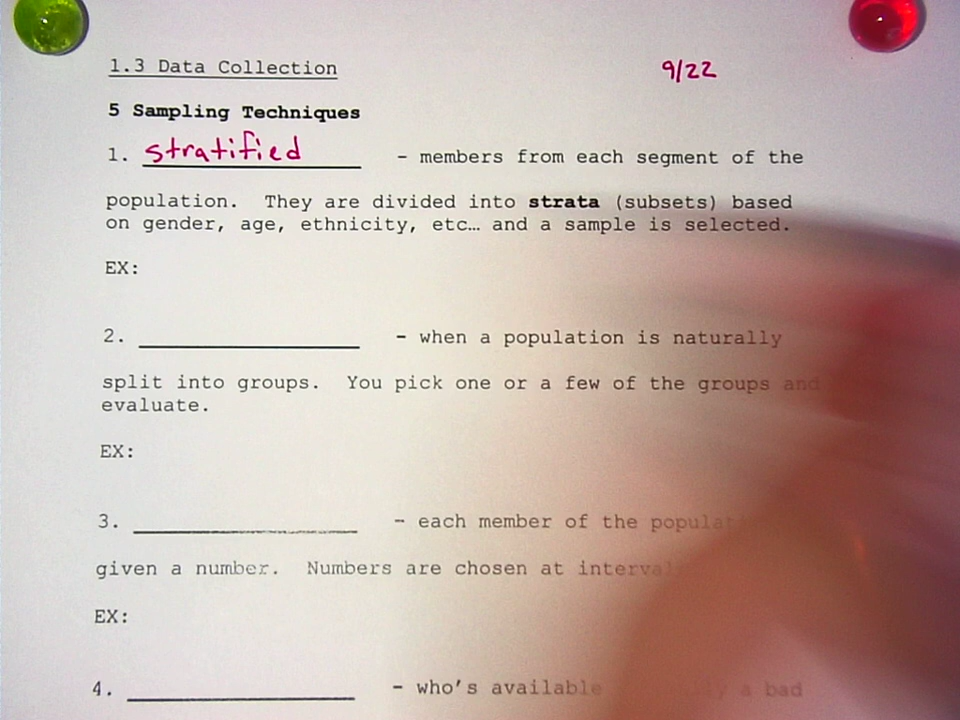 1.3 Data Collection 9/22
5 Sampling Techniques
1. stratified - members from each segment of the
population. They are divided into strata (subsets) based
on gender, age, ethnicity, etc… and a sample is selected.
EX:
2. - when a population is naturally
split into groups. You pick one or a few of the groups and
evaluate.
EX:
3. - each member of the
given a number. Numbers are chosen at
EX:
4. - who's available a bad